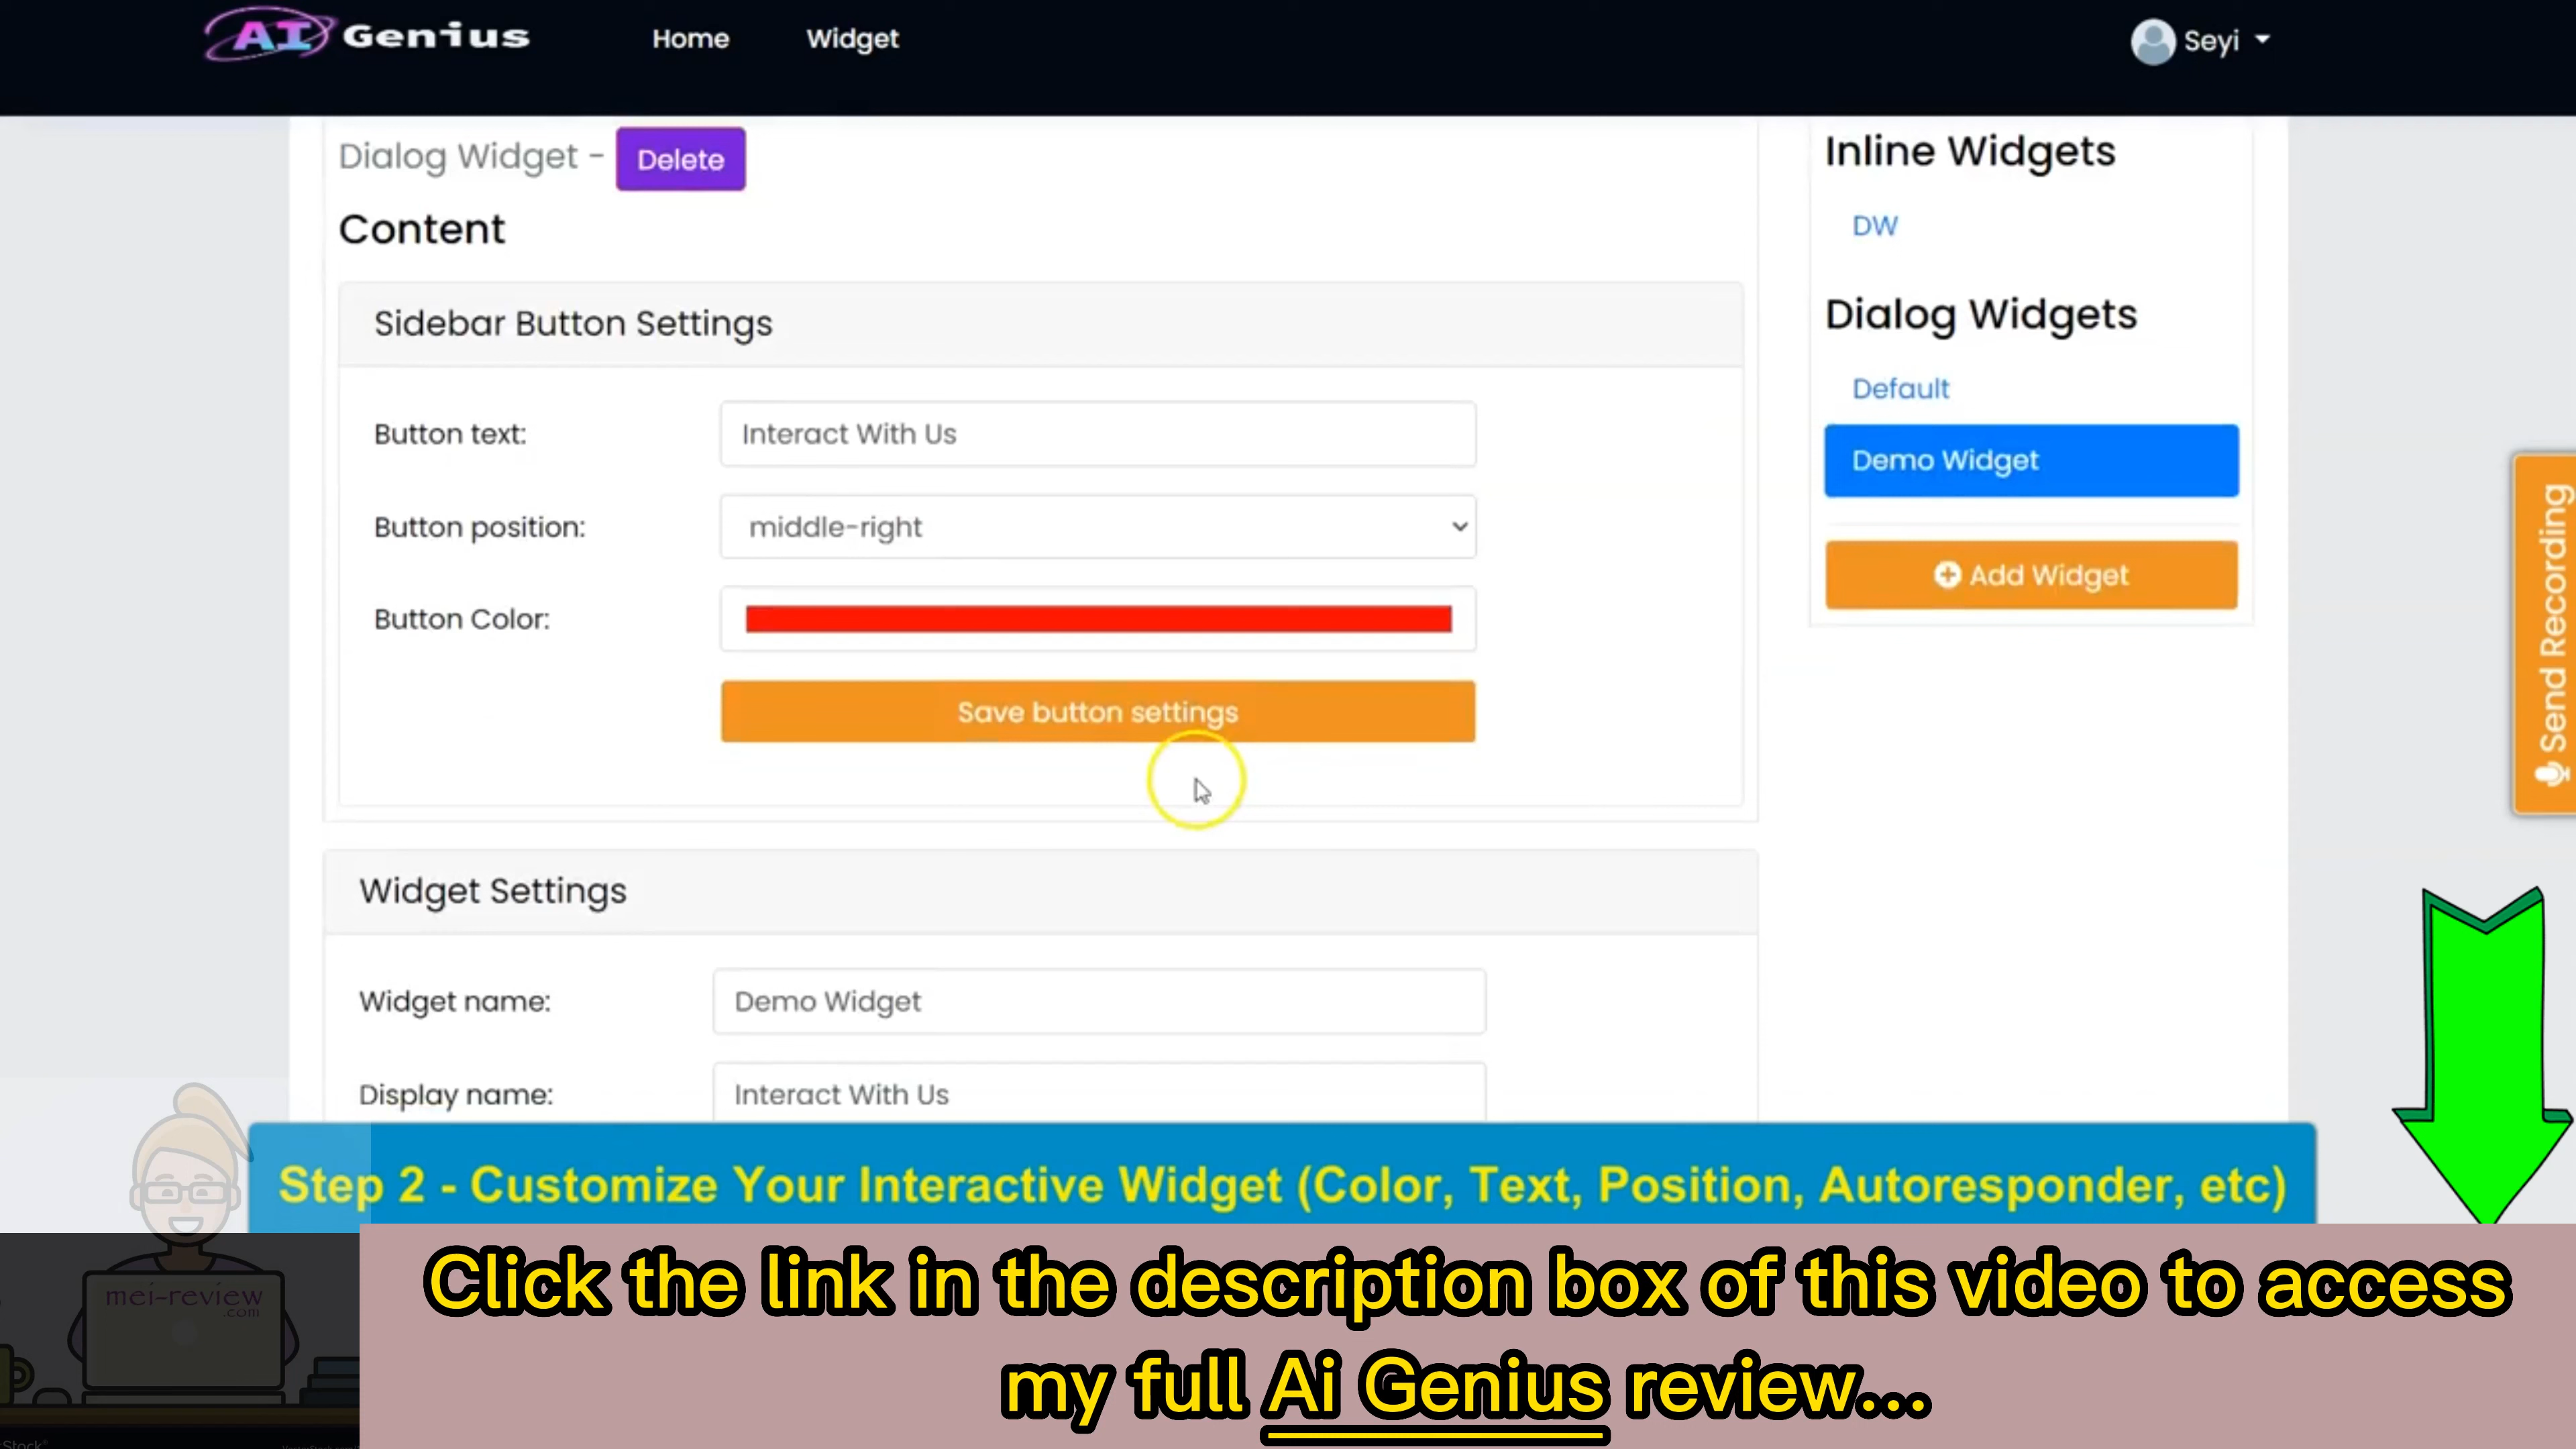 AI Genius
Home
Widget
Seyi
Dialog Widget - Delete
Content
Sidebar Button Settings
Button text: Interact With Us
Button position: middle-right
Button Color:
Save button settings
Widget Settings
Widget name: Demo Widget
Display name: Interact With Us
Inline Widgets
DW
Dialog Widgets
Default
Demo Widget
Add Widget
Send Recording
Step 2 - Customize Your Interactive Widget (Color, Text, Position, Autoresponder, etc)
mei-review
.com
Click the link in the description box of this video to access
my full Ai Genius review...